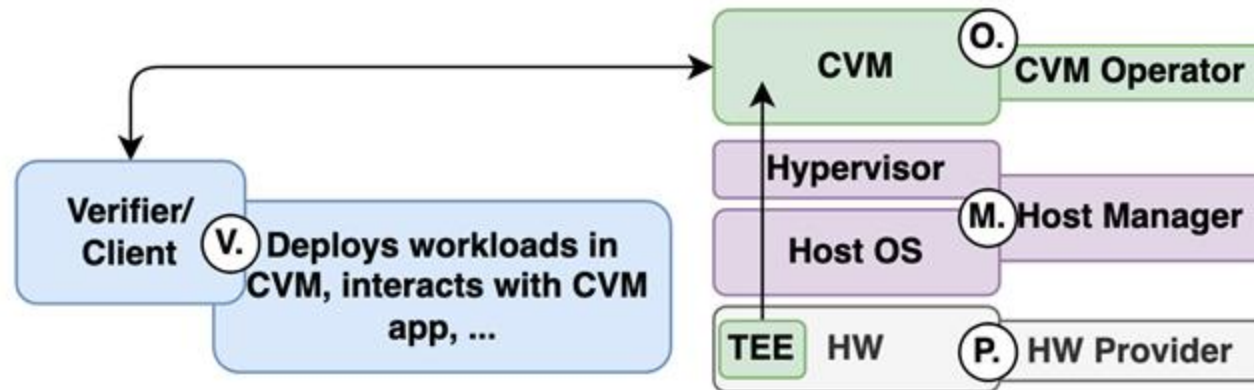 CVM
O.
CVM Operator
Hypervisor
M.
Host Manager
Host OS
TEE
HW
P.
HW Provider
Verifier/
Client
V.
Deploys workloads in
CVM, interacts with CVM
app, ...